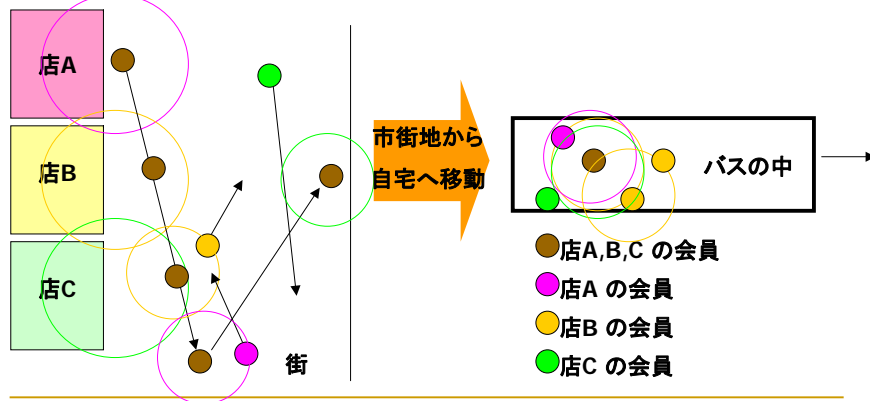 店A
店B
店C
街
市街地から
自宅へ移動
バスの中
店A,B,C の会員
店A の会員
店B の会員
店C の会員